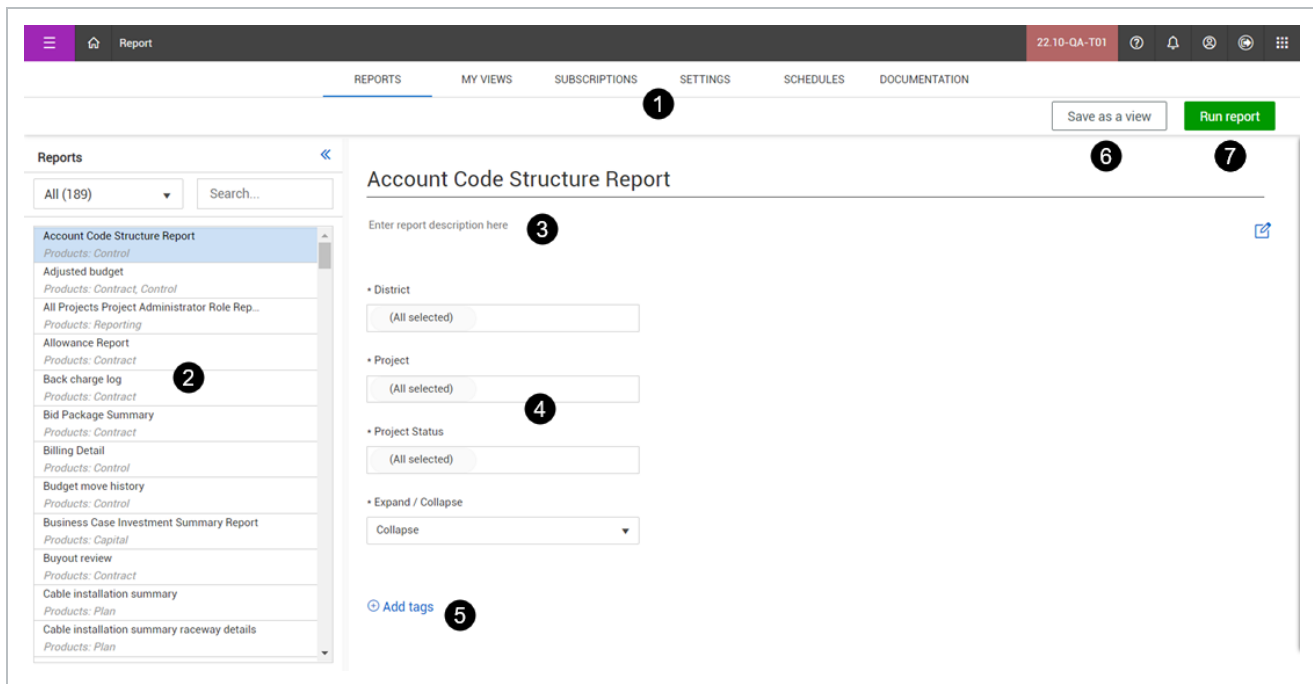 Report
22.10-QA-T01
REPORTS MY VIEWS SUBSCRIPTIONS SETTINGS SCHEDULES DOCUMENTATION
1
Save as a view Run report
6 7
Reports
All (189) Search...
Account Code Structure Report
Products: Control
Adjusted budget
Products: Contract, Control
All Projects Project Administrator Role Rep...
Products: Reporting
Allowance Report
Products: Contract
Back charge log
Products: Contract
2
Bid Package Summary
Products: Contract
Billing Detail
Products: Control
Budget move history
Products: Control
Business Case Investment Summary Report
Products: Capital
Buyout review
Products: Contract
Cable installation summary
Products: Plan
Cable installation summary raceway details
Products: Plan
Account Code Structure Report
Enter report description here
3
* District
(All selected)
* Project
(All selected)
4
* Project Status
(All selected)
* Expand / Collapse
Collapse
Add tags
5